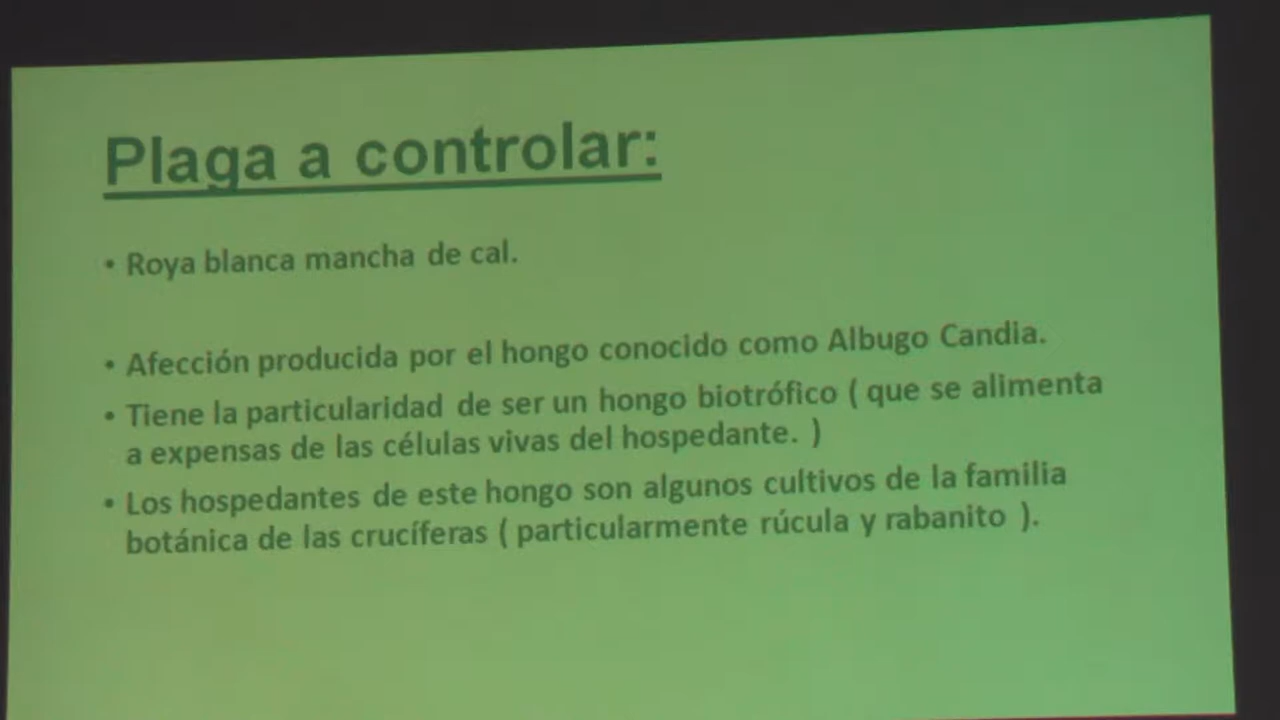 Plaga a controlar:
• Roya blanca mancha de cal.
• Afección producida por el hongo conocido como Albugo Candia.
• Tiene la particularidad de ser un hongo biotrófico ( que se alimenta
a expensas de las células vivas del hospedante. )
• Los hospedantes de este hongo son algunos cultivos de la familia
botánica de las crucíferas ( particularmente rúcula y rabanito ).